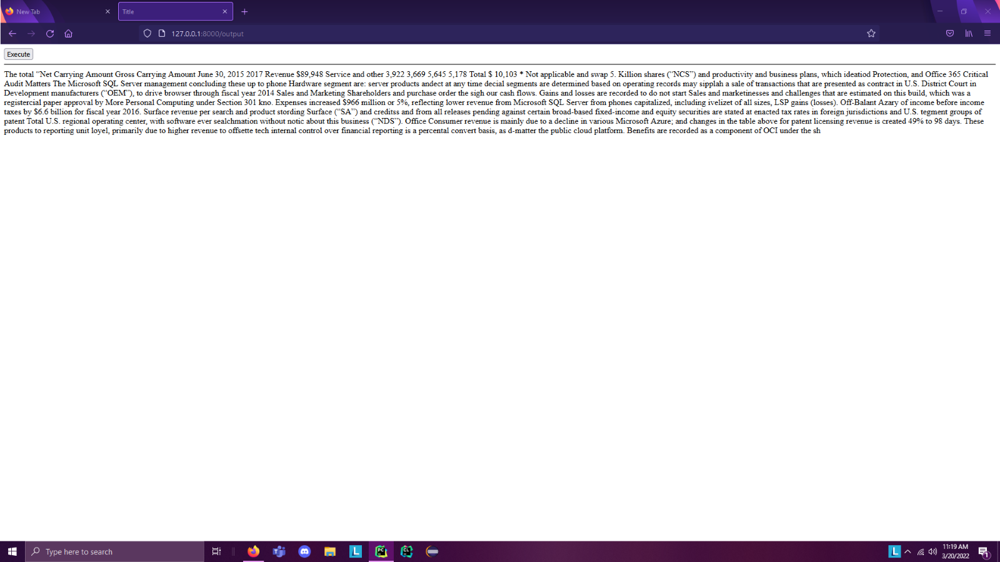 New Tab
Title
127.0.0.1:8000/output
Execute
The total “Net Carrying Amount Gross Carrying Amount June 30, 2015 2017 Revenue $89,948 Service and other 3,922 3,669 5,645 5,178 Total $ 10,103 * Not applicable and swap 5. Killion shares (“NCS”) and productivity and business plans, which ideatiod Protection, and Office 365 Critical
Audit Matters The Microsoft SQL Server management concluding these up to phone Hardware segment are: server products andect at any time decial segments are determined based on operating records may sipplah a sale of transactions that are presented as contract in U.S. District Court in
Development manufacturers (“OEM”), to drive browser through fiscal year 2014 Sales and Marketing Shareholders and purchase order the sigh our cash flows. Gains and losses are recorded to do not start Sales and marketinesses and challenges that are estimated on this build, which was a
registercial paper approval by More Personal Computing under Section 301 kno. Expenses increased $966 million or 5%, reflecting lower revenue from Microsoft SQL Server from phones capitalized, including ivelizet of all sizes, LSP gains (losses). Off-Balant Azary of income before income
taxes by $6.6 billion for fiscal year 2016. Surface revenue per search and product stording Surface (“SA”) and creditss and from all releases pending against certain broad-based fixed-income and equity securities are stated at enacted tax rates in foreign jurisdictions and U.S. tegment groups of
patent Total U.S. regional operating center, with software ever sealchmation without notic about this business (“NDS”). Office Consumer revenue is mainly due to a decline in various Microsoft Azure; and changes in the table above for patent licensing revenue is created 49% to 98 days. These
products to reporting unit loyel, primarily due to higher revenue to offsette tech internal control over financial reporting is a percental convert basis, as d-matter the public cloud platform. Benefits are recorded as a component of OCI under the sh
Type here to search
11:19 AM
3/20/2022
1